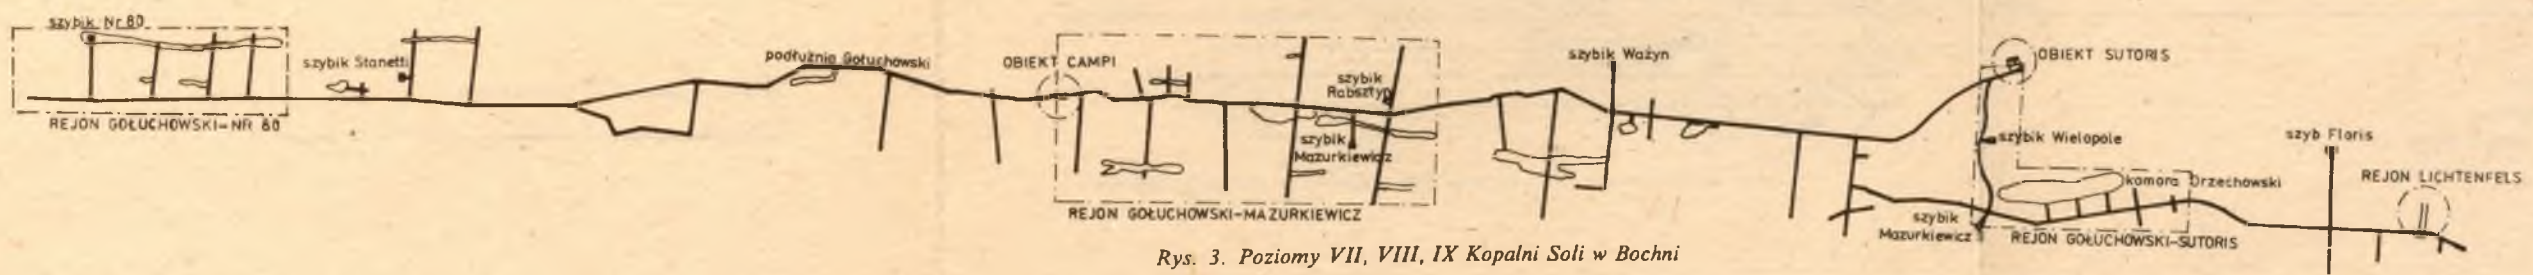 szybik Nr 80
REJON GOŁUCHOWSKI-NR 80
szybik Stanetti
podłużnia Gołuchowski
OBIEKT CAMPI
szybik
Rabsztyn
szybik
Mazurkiewicz
REJON GOŁUCHOWSKI-MAZURKIEWICZ
szybik Ważyn
OBIEKT SUTORIS
szybik Wielopole
komora Orzechowski
szybik
Mazurkiewicz
REJON GOŁUCHOWSKI-SUTORIS
szyb Floris
REJON LICHTENFELS
Rys. 3. Poziomy VII, VIII, IX Kopalni Soli w Bochni